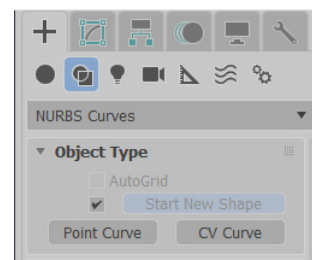 NURBS Curves
Object Type
AutoGrid
Start New Shape
Point Curve CV Curve